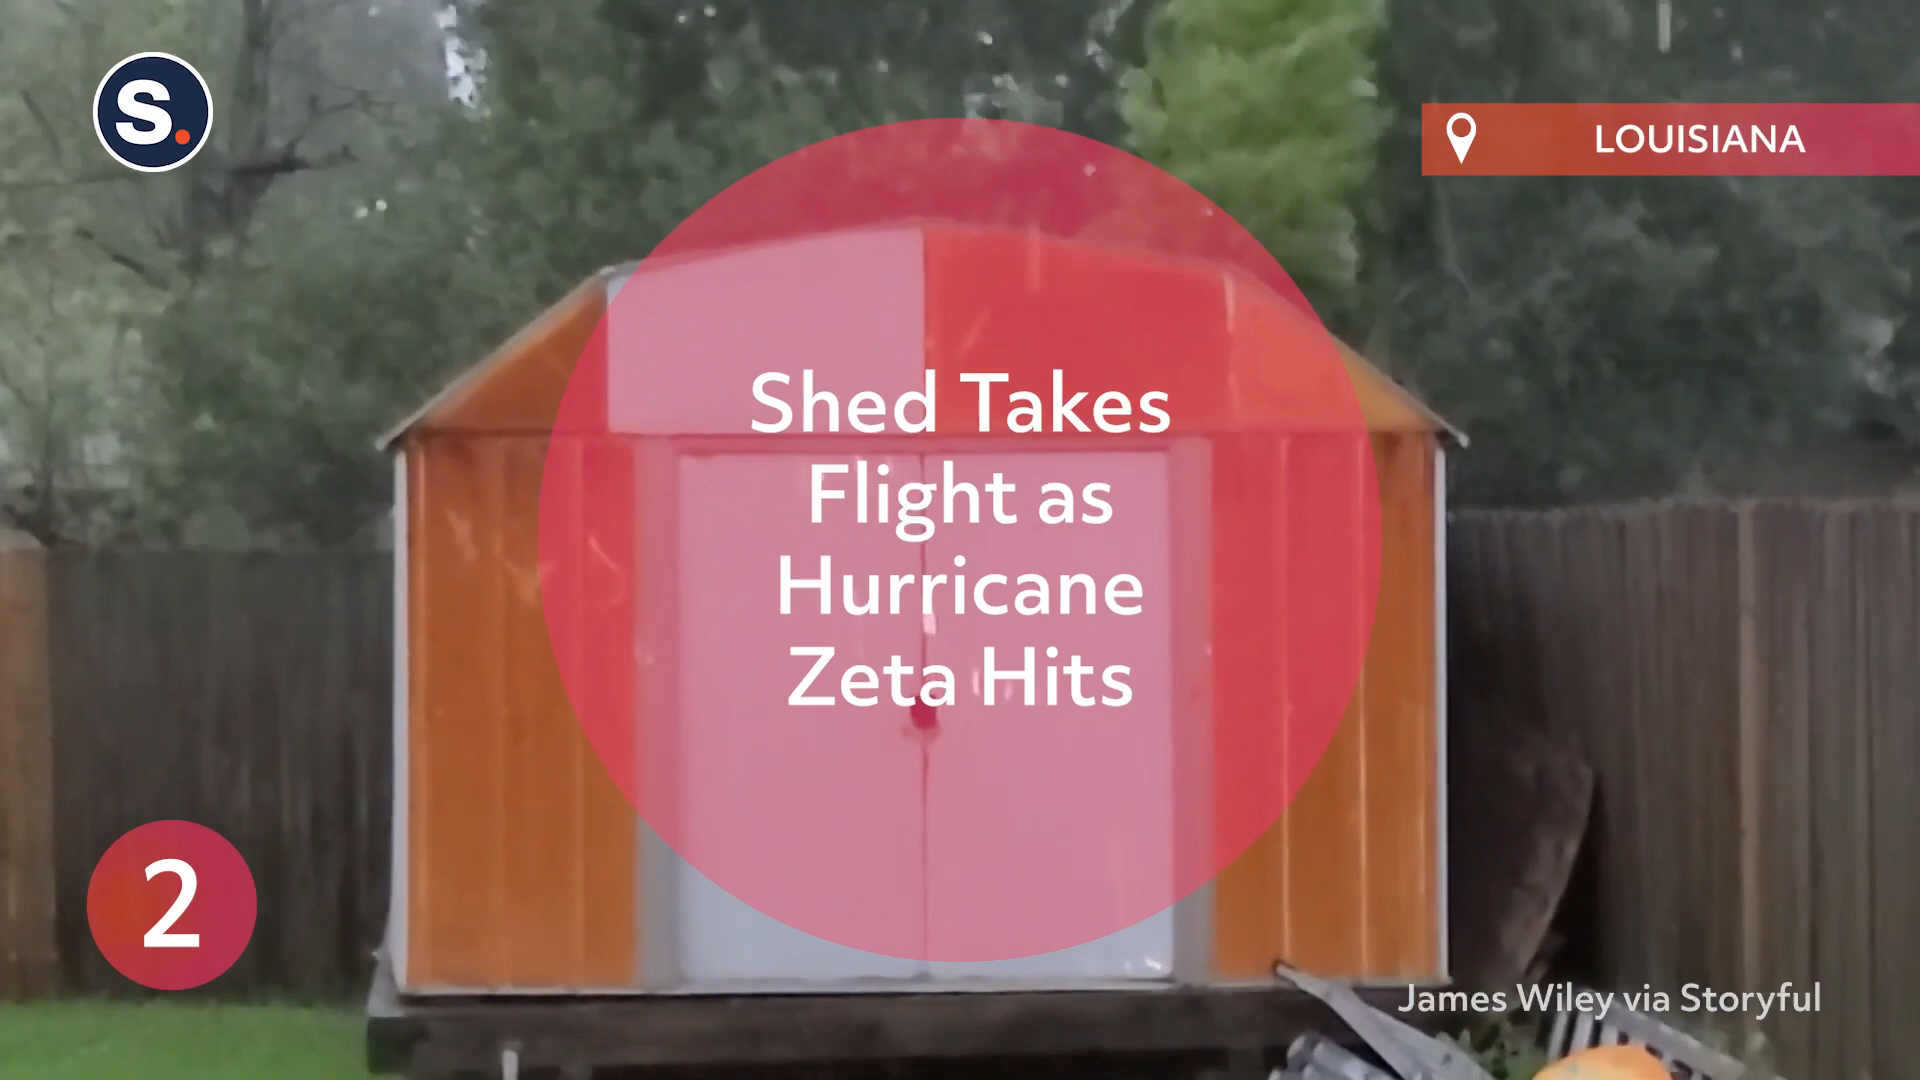 S.
LOUISIANA
Shed Takes
Flight as
Hurricane
Zeta Hits
2
James Wiley via Storyful